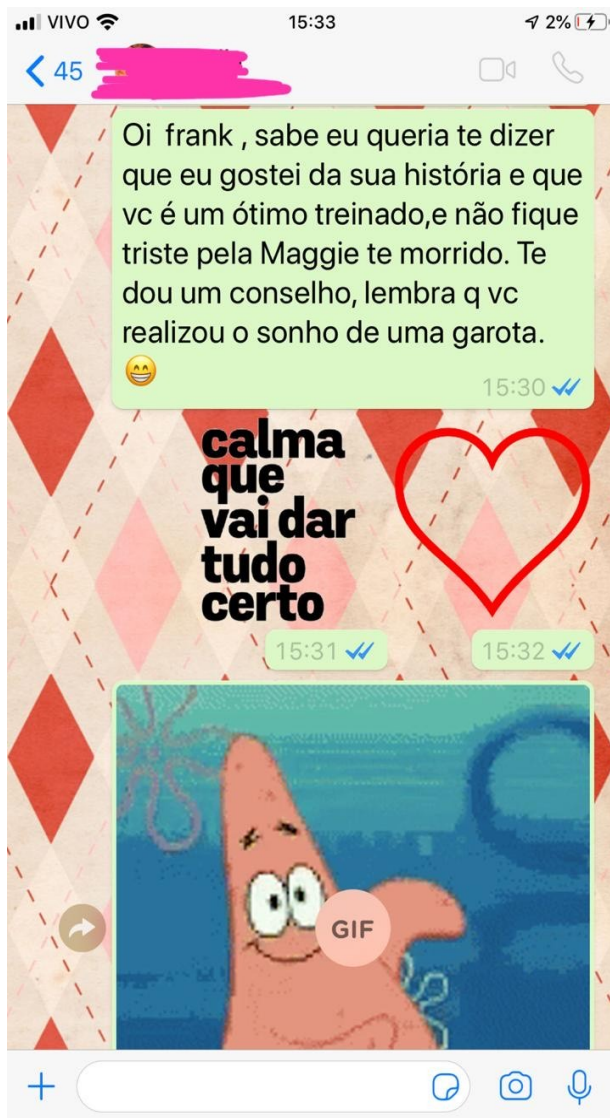 VIVO 15:33 2%
45
Oi frank , sabe eu queria te dizer
que eu gostei da sua história e que
vc é um ótimo treinado,e não fique
triste pela Maggie te morrido. Te
dou um conselho, lembra q vc
realizou o sonho de uma garota.
15:30
calma
que
vai dar
tudo
certo
15:31
15:32
GIF